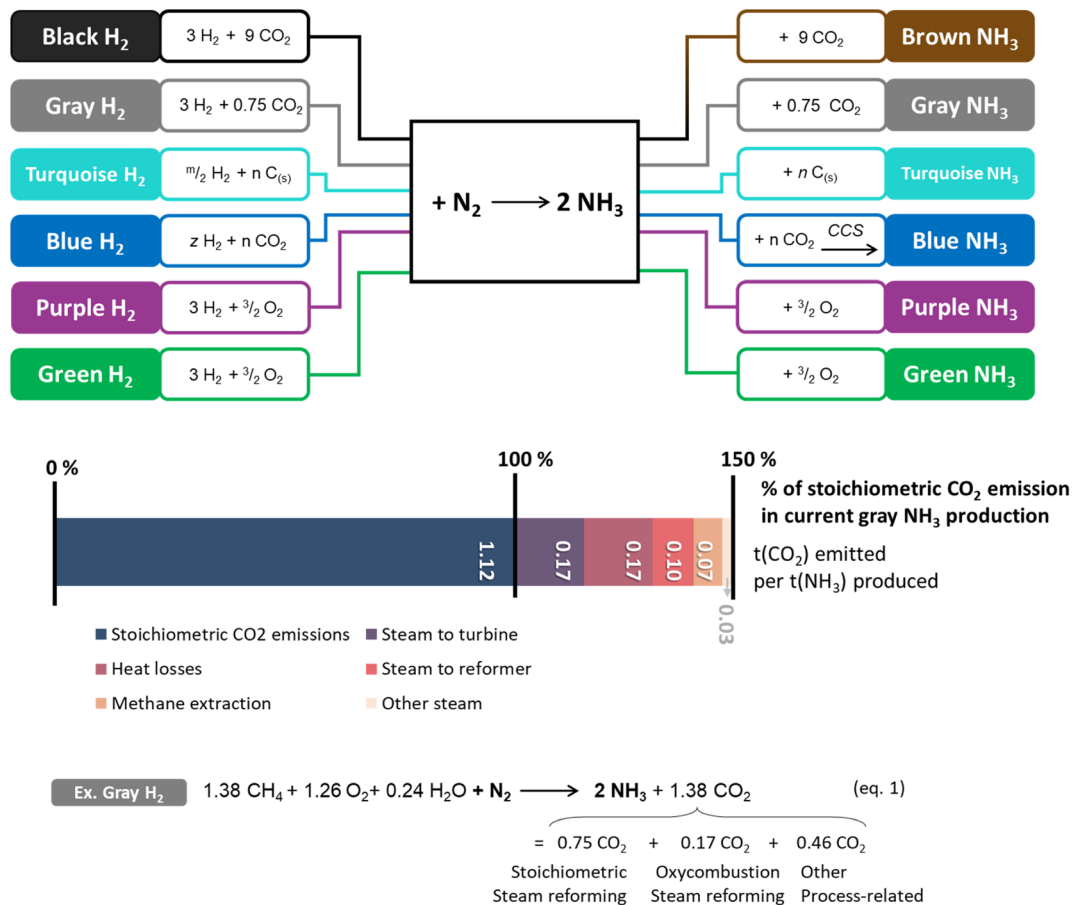 Black H₂ 3 H₂ + 9 CO₂ + 9 CO₂ Brown NH₃
Gray H₂ 3 H₂ + 0.75 CO₂ + 0.75 CO₂ Gray NH₃
Turquoise H₂ ᵐ/₂ H₂ + n C₍ₛ₎ + n C₍ₛ₎ Turquoise NH₃
+ N₂ ⟶ 2 NH₃
Blue H₂ z H₂ + n CO₂ + n CO₂ CCS Blue NH₃
Purple H₂ 3 H₂ + ³/₂ O₂ + ³/₂ O₂ Purple NH₃
Green H₂ 3 H₂ + ³/₂ O₂ + ³/₂ O₂ Green NH₃
0 % 100 % 150 %
% of stoichiometric CO₂ emission
in current gray NH₃ production
t(CO₂) emitted
per t(NH₃) produced
1.12 0.17 0.17 0.10 0.07 0.03
Stoichiometric CO2 emissions Steam to turbine
Heat losses Steam to reformer
Methane extraction Other steam
Ex. Gray H₂ 1.38 CH₄ + 1.26 O₂+ 0.24 H₂O + N₂ ⟶ 2 NH₃ + 1.38 CO₂ (eq. 1)
= 0.75 CO₂ + 0.17 CO₂ + 0.46 CO₂
Stoichiometric Oxycombustion Other
Steam reforming Steam reforming Process-related